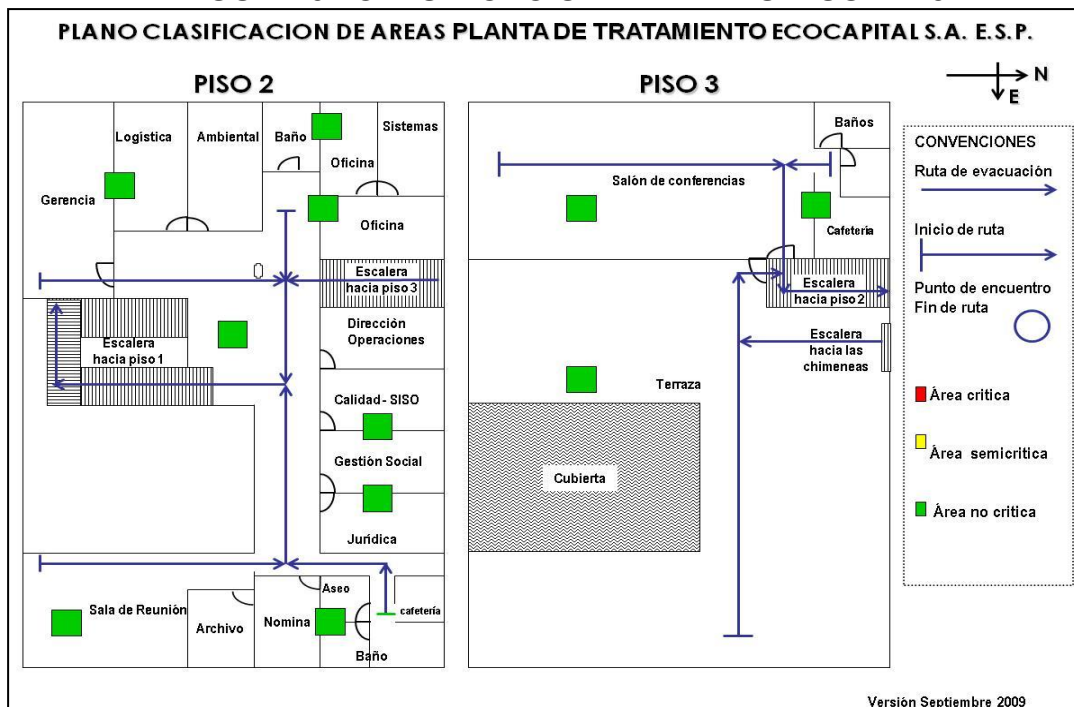 PLANO CLASIFICACION DE AREAS PLANTA DE TRATAMIENTO ECOCAPITAL S.A. E.S.P.
PISO 2
PISO 3
N
E
Logística
Ambiental
Baño
Sistemas
Oficina
Gerencia
Oficina
Escalera
hacia piso 3
Dirección
Operaciones
Escalera
hacia piso 1
Calidad - SISO
Gestión Social
Jurídica
Sala de Reunión
Archivo
Nomina
Aseo
Baño
cafetería
Baños
Salón de conferencias
Cafetería
Escalera
hacia piso 2
Escalera
hacia las
chimeneas
Terraza
Cubierta
CONVENCIONES
Ruta de evacuación
Inicio de ruta
Punto de encuentro
Fin de ruta
Área critica
Área semicritica
Área no critica
Versión Septiembre 2009